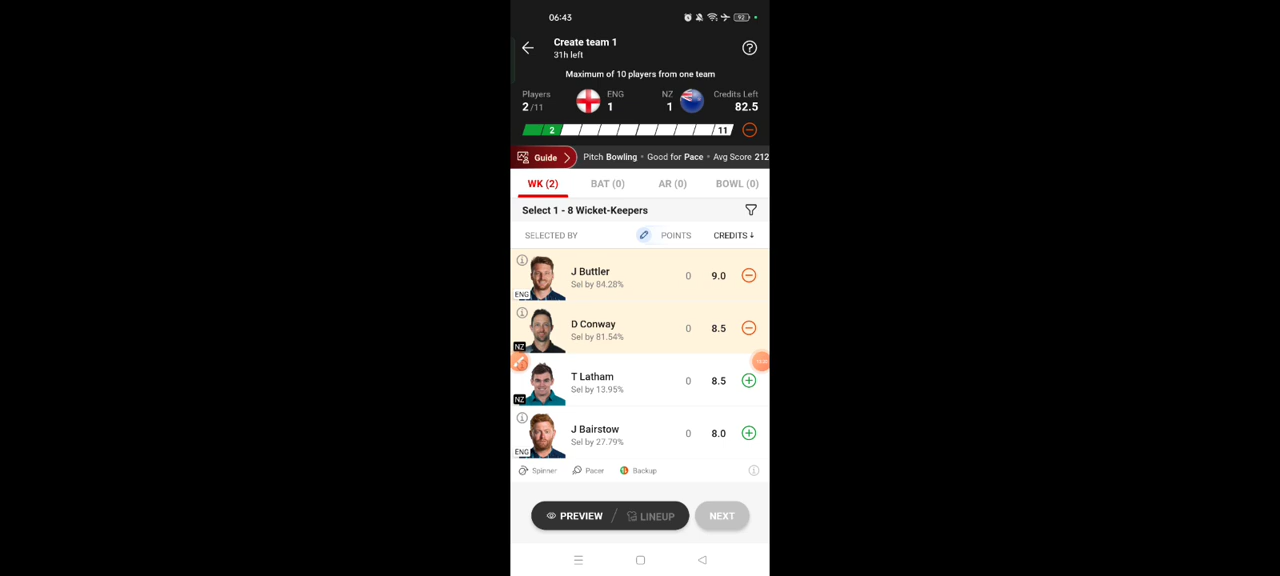 06:43
92
Create team 1
31h left
Maximum of 10 players from one team
Players ENG NZ Credits Left
2 /11 1 1 82.5
2 11
Guide Pitch Bowling • Good for Pace • Avg Score 212
WK (2) BAT (0) AR (0) BOWL (0)
Select 1 - 8 Wicket-Keepers
SELECTED BY POINTS CREDITS ↓
J Buttler 0 9.0
Sel by 84.28%
ENG
D Conway 0 8.5
Sel by 81.54%
NZ
T Latham 0 8.5
Sel by 13.95%
NZ
J Bairstow 0 8.0
Sel by 27.79%
ENG
Spinner Pacer Backup
PREVIEW / LINEUP NEXT